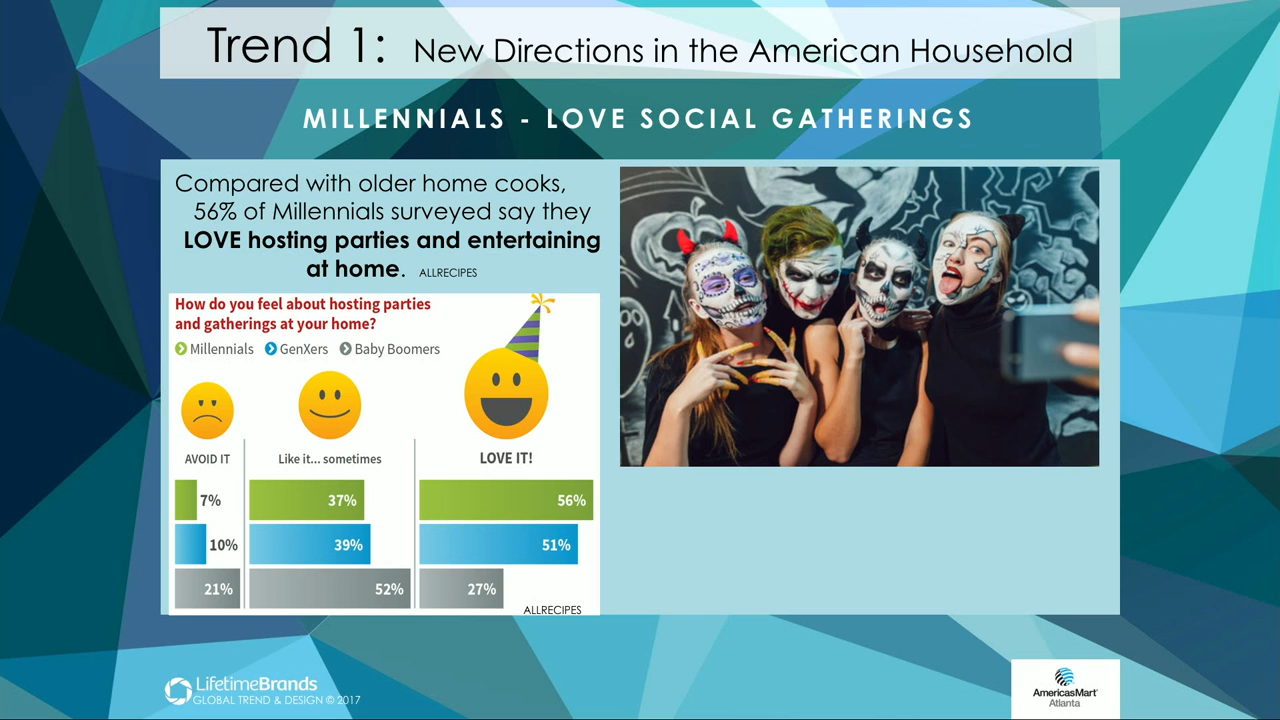 Trend 1: New Directions in the American Household
MILLENNIALS - LOVE SOCIAL GATHERINGS
Compared with older home cooks,
56% of Millennials surveyed say they
LOVE hosting parties and entertaining
at home. ALLRECIPES
How do you feel about hosting parties
and gatherings at your home?
Millennials GenXers Baby Boomers
AVOID IT Like it... sometimes LOVE IT!
7% 37% 56%
10% 39% 51%
21% 52% 27%
ALLRECIPES
LifetimeBrands
GLOBAL TREND & DESIGN © 2017
AmericasMart
Atlanta